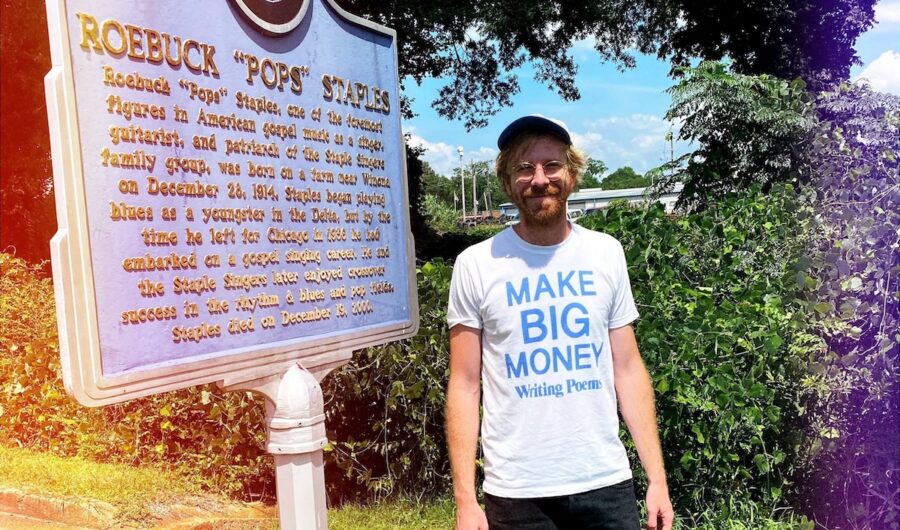 ROEBUCK "POPS" STAPLES
Roebuck "Pops" Staples, one of the foremost
figures in American gospel music as a singer,
guitarist, and patriarch of the Staple Singers
family group, was born on a farm near Winona
on December 28, 1914. Staples began playing
blues as a youngster in the Delta, but by the
time he left for Chicago in 1936 he had
embarked on a gospel singing career. He and
the Staple Singers later enjoyed crossover
success in the rhythm & blues and pop fields.
Staples died on December 19, 2000.
MAKE
BIG
MONEY
Writing Poems